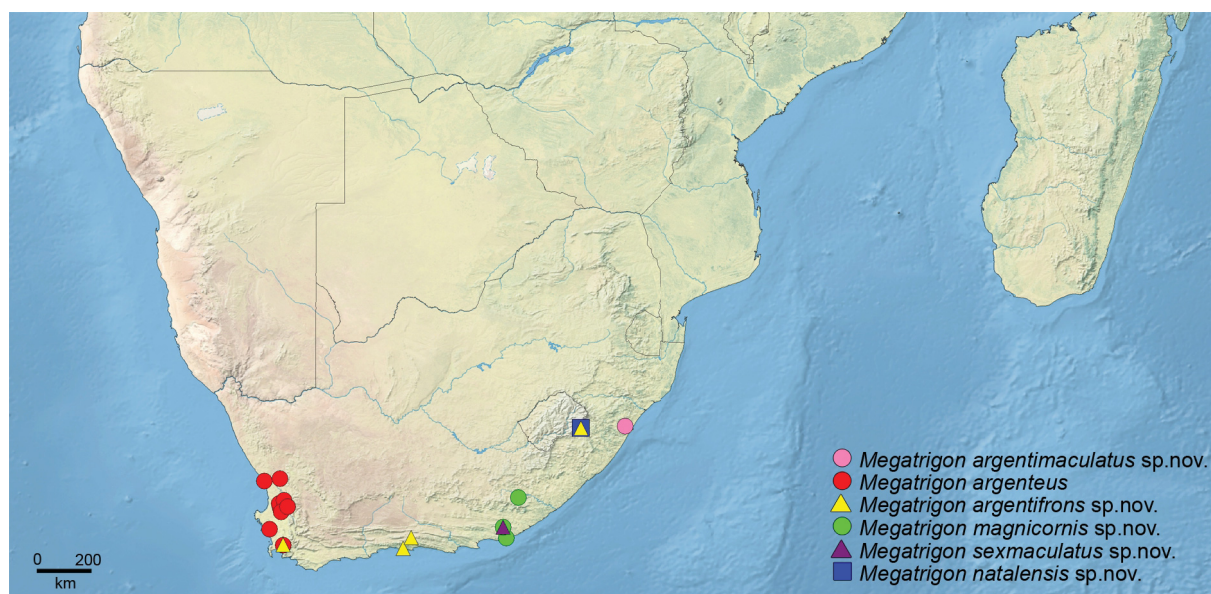 Megatrigon argentimaculatus sp.nov.
Megatrigon argenteus
Megatrigon argentifrons sp.nov.
Megatrigon magnicornis sp.nov.
Megatrigon sexmaculatus sp.nov.
Megatrigon natalensis sp.nov.
0 200
km